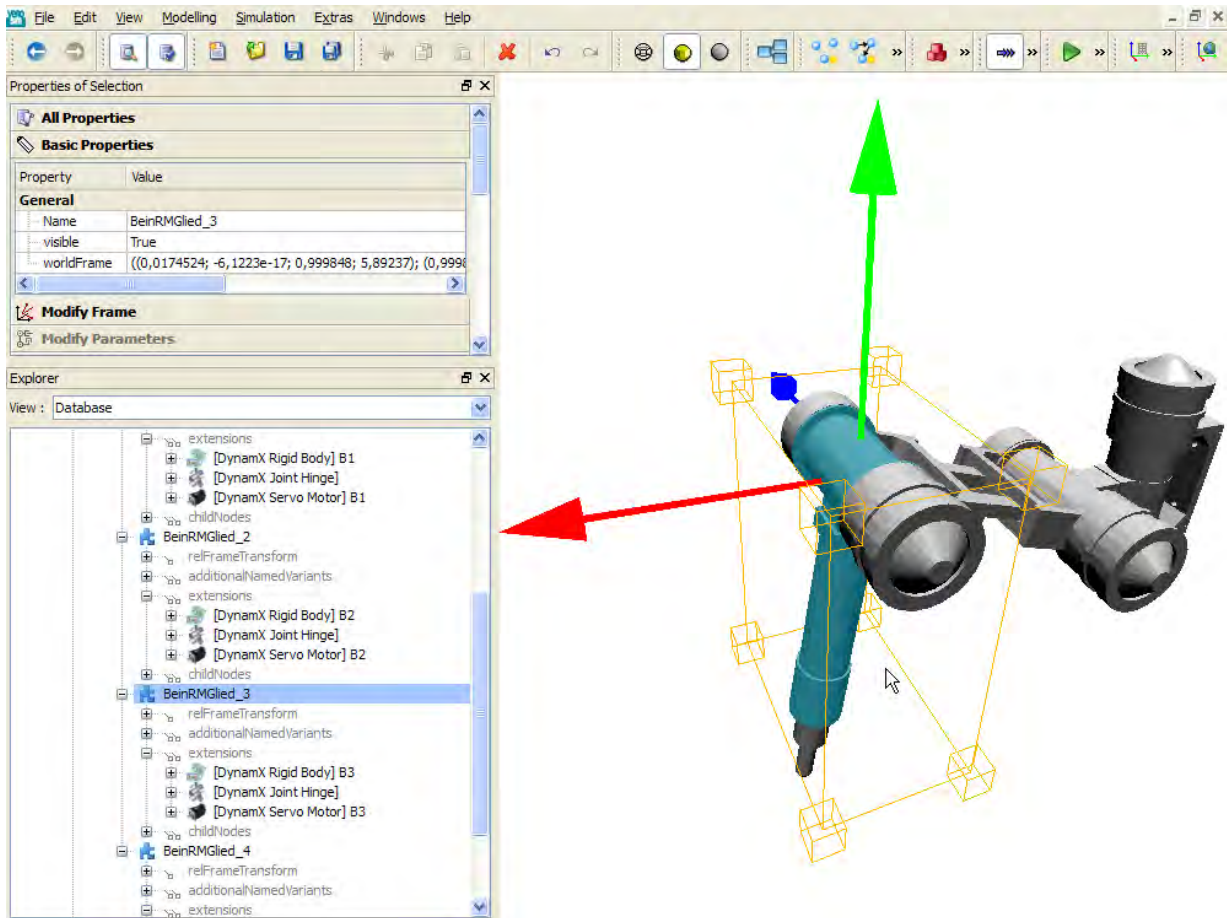 File Edit View Modelling Simulation Extras Windows Help
» » » » »
Properties of Selection
All Properties
Basic Properties
Property Value
General
Name BeinRMGlied_3
visible True
worldFrame ((0,0174524; -6,1223e-17; 0,999848; 5,89237); (0,9998
Modify Frame
Modify Parameters
Explorer
View : Database
extensions
[DynamX Rigid Body] B1
[DynamX Joint Hinge]
[DynamX Servo Motor] B1
childNodes
BeinRMGlied_2
relFrameTransform
additionalNamedVariants
extensions
[DynamX Rigid Body] B2
[DynamX Joint Hinge]
[DynamX Servo Motor] B2
childNodes
BeinRMGlied_3
relFrameTransform
additionalNamedVariants
extensions
[DynamX Rigid Body] B3
[DynamX Joint Hinge]
[DynamX Servo Motor] B3
childNodes
BeinRMGlied_4
relFrameTransform
additionalNamedVariants
extensions